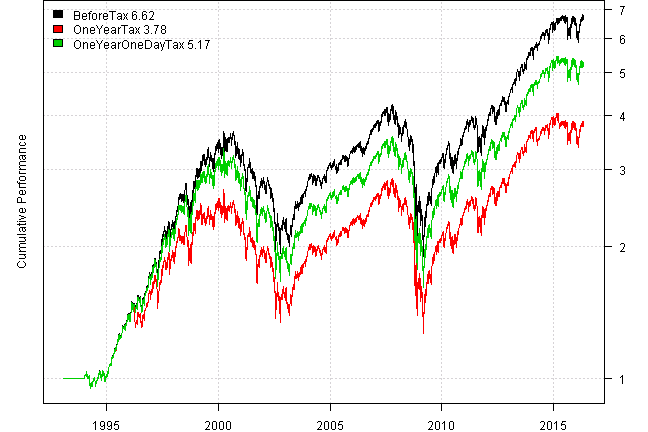 BeforeTax 6.62
OneYearTax 3.78
OneYearOneDayTax 5.17
Cumulative Performance
7
6
5
4
3
2
1
1995 2000 2005 2010 2015